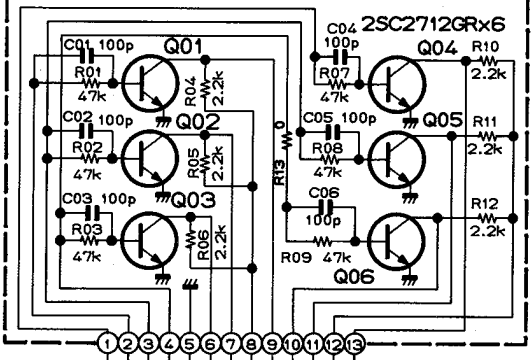 2SC2712GRx6
C01 100p
Q01
R01
47k
R04
2.2k
C02 100p
Q02
R02
47k
R05
2.2k
C03 100p
Q03
R03
47k
R06
2.2k
C04
100p
Q04
R07
47k
R10
2.2k
R13 0
C05 100p
Q05
R08
47k
R11
2.2k
C06
100p
R09 47k
Q06
R12
2.2k
1 2 3 4 5 6 7 8 9 10 11 12 13